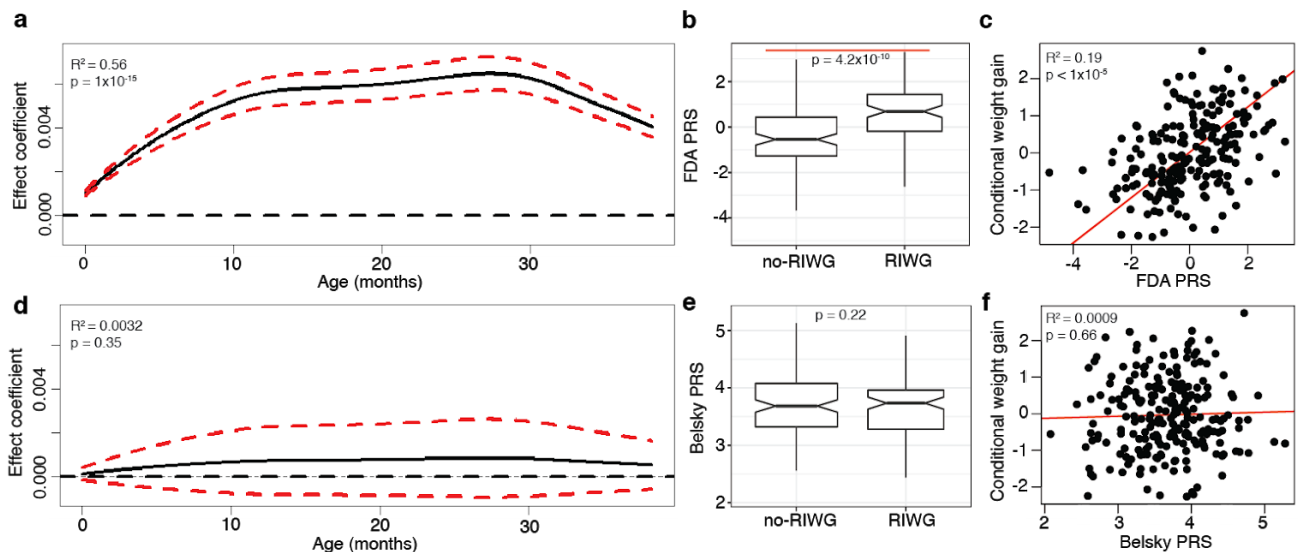 a
R² = 0.56
p = 1x10⁻¹⁵
Effect coefficient
0.004
0.000
0
10
20
30
Age (months)
b
p = 4.2x10⁻¹⁰
FDA PRS
2
0
-2
-4
no-RIWG
RIWG
c
R² = 0.19
p < 1x10⁻⁵
Conditional weight gain
2
1
0
-1
-2
-4
-2
0
2
FDA PRS
d
R² = 0.0032
p = 0.35
Effect coefficient
0.004
0.000
0
10
20
30
Age (months)
e
p = 0.22
Belsky PRS
5
4
3
2
no-RIWG
RIWG
f
R² = 0.0009
p = 0.66
Conditional weight gain
2
1
0
-1
-2
2
3
4
5
Belsky PRS